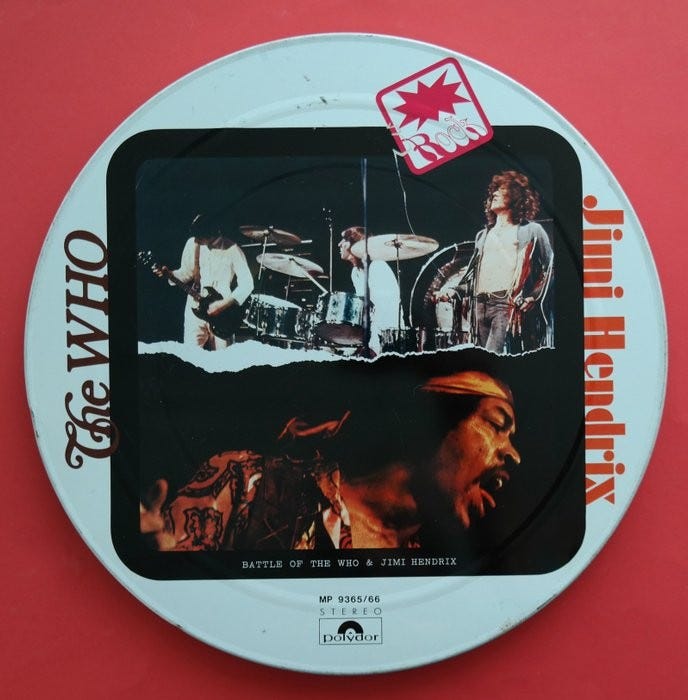 Rock
The WHO
Jimi Hendrix
BATTLE OF THE WHO & JIMI HENDRIX
MP 9365/66
STEREO
polydor